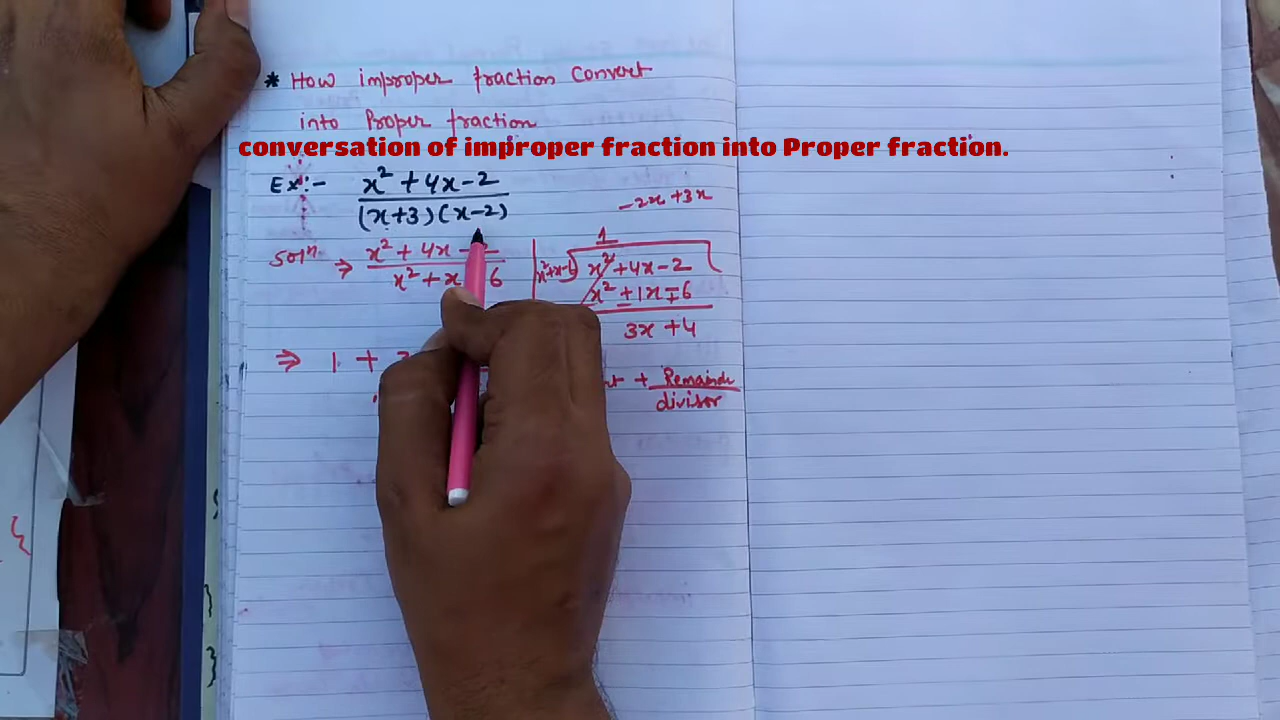 * How improper fraction Convert
into Proper fraction
conversation of improper fraction into Proper fraction.
Ex:- x² + 4x - 2
(x+3)(x-2)
-2x + 3x
Solⁿ ⇒ x² + 4x -
x² + x 6
1
x²+x-6 x² + 4x - 2
x² + 1x - 6
3x + 4
⇒ 1 +
+ Remainde
divisor